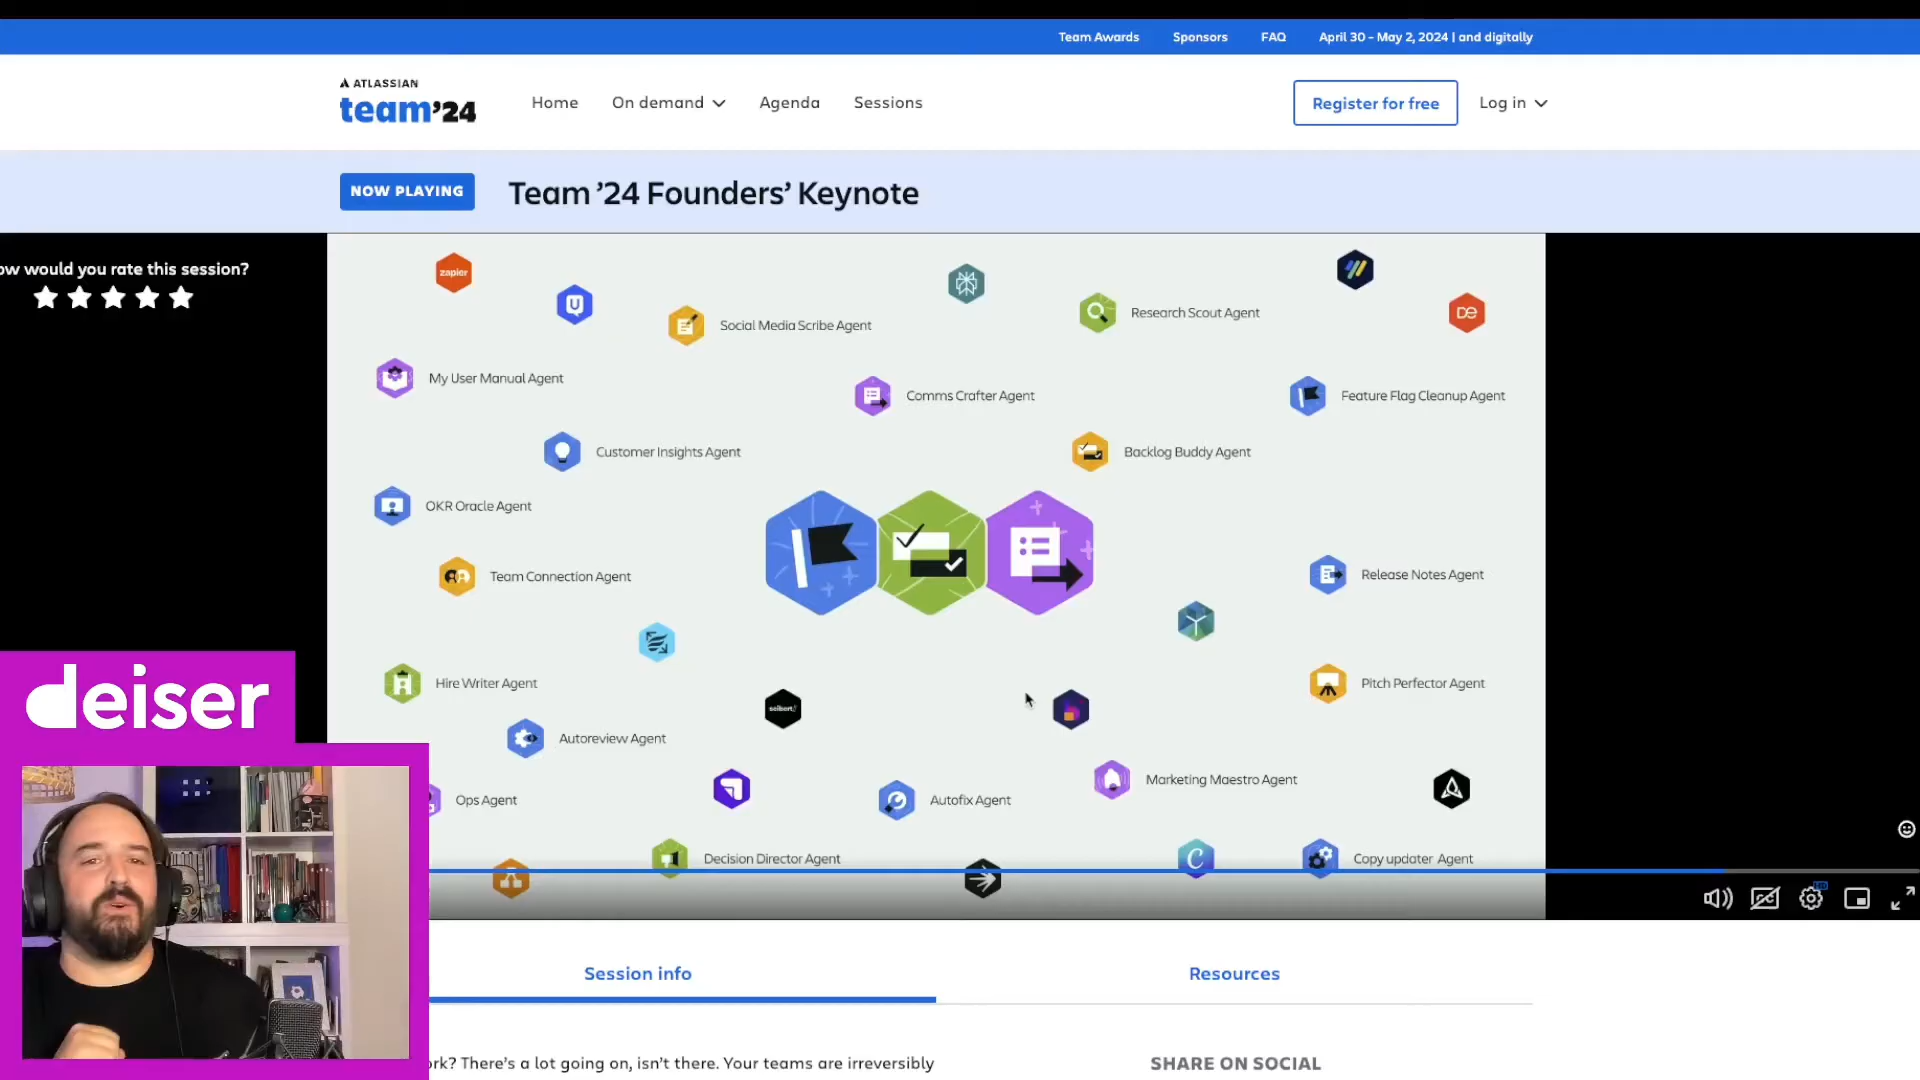 Team Awards
Sponsors
FAQ
April 30 - May 2, 2024 | and digitally
ATLASSIAN
team'24
Home
On demand
Agenda
Sessions
Register for free
Log in
NOW PLAYING
Team '24 Founders' Keynote
ow would you rate this session?
zapier
Social Media Scribe Agent
Research Scout Agent
DE
My User Manual Agent
Comms Crafter Agent
Feature Flag Cleanup Agent
Customer Insights Agent
Backlog Buddy Agent
OKR Oracle Agent
Team Connection Agent
Release Notes Agent
Hire Writer Agent
seibert/
Pitch Perfector Agent
Autoreview Agent
Ops Agent
Autofix Agent
Marketing Maestro Agent
Decision Director Agent
C
Copy updater Agent
CC
HD
deiser
Session info
Resources
ork? There's a lot going on, isn't there. Your teams are irreversibly
SHARE ON SOCIAL